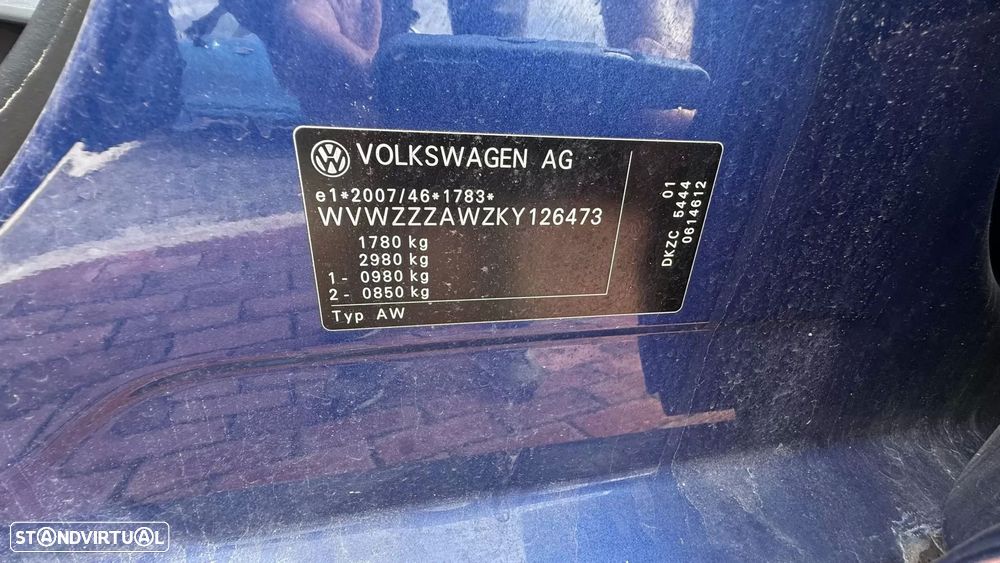 VOLKSWAGEN AG
e1*2007/46*1783*
WVWZZZAWZKY126473
1780 kg
2980 kg
1- 0980 kg
2- 0850 kg
Typ AW
01
DKZC 5444
0614612
STANDVIRTUAL